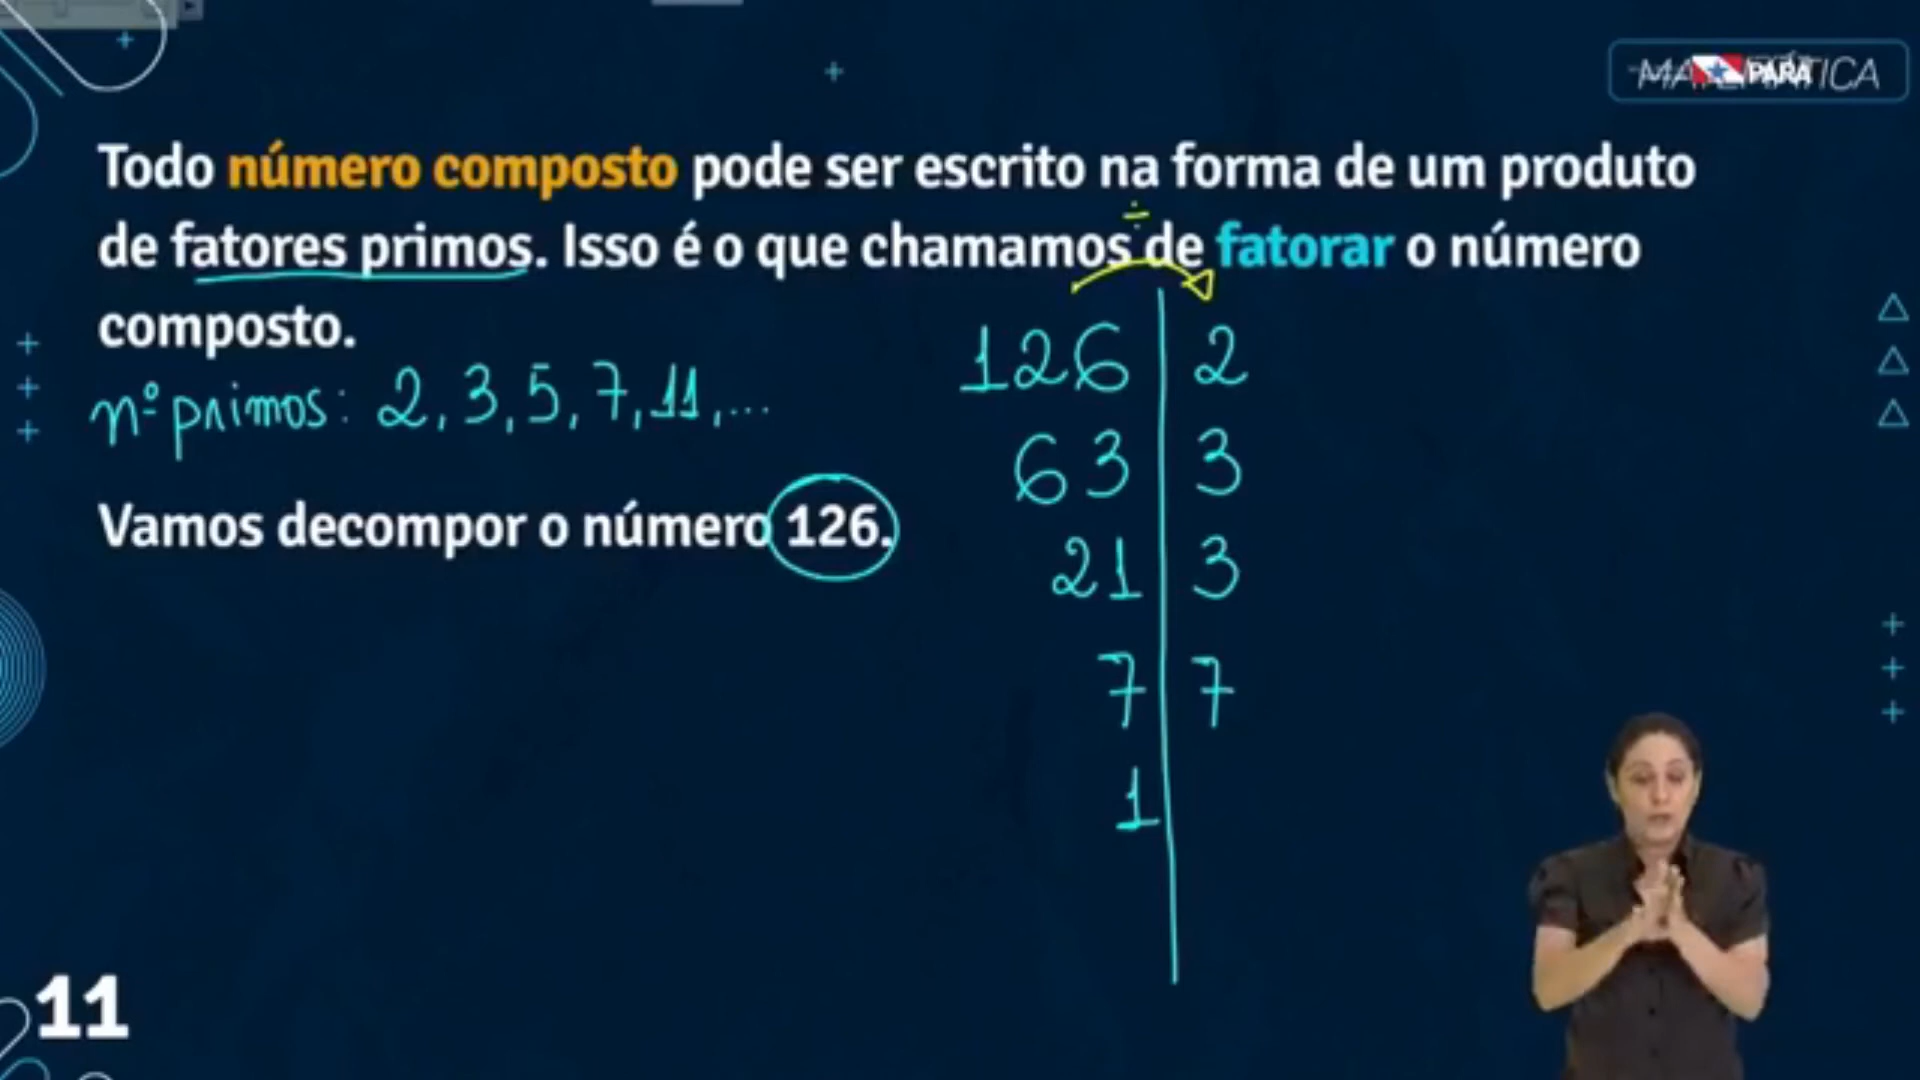 MATEMÁTICA
PARÁ
Todo número composto pode ser escrito na forma de um produto
de fatores primos. Isso é o que chamamos de fatorar o número
composto.
nº primos: 2, 3, 5, 7, 11, ...
Vamos decompor o número 126.
÷
126 | 2
63 | 3
21 | 3
7 | 7
1 |
11